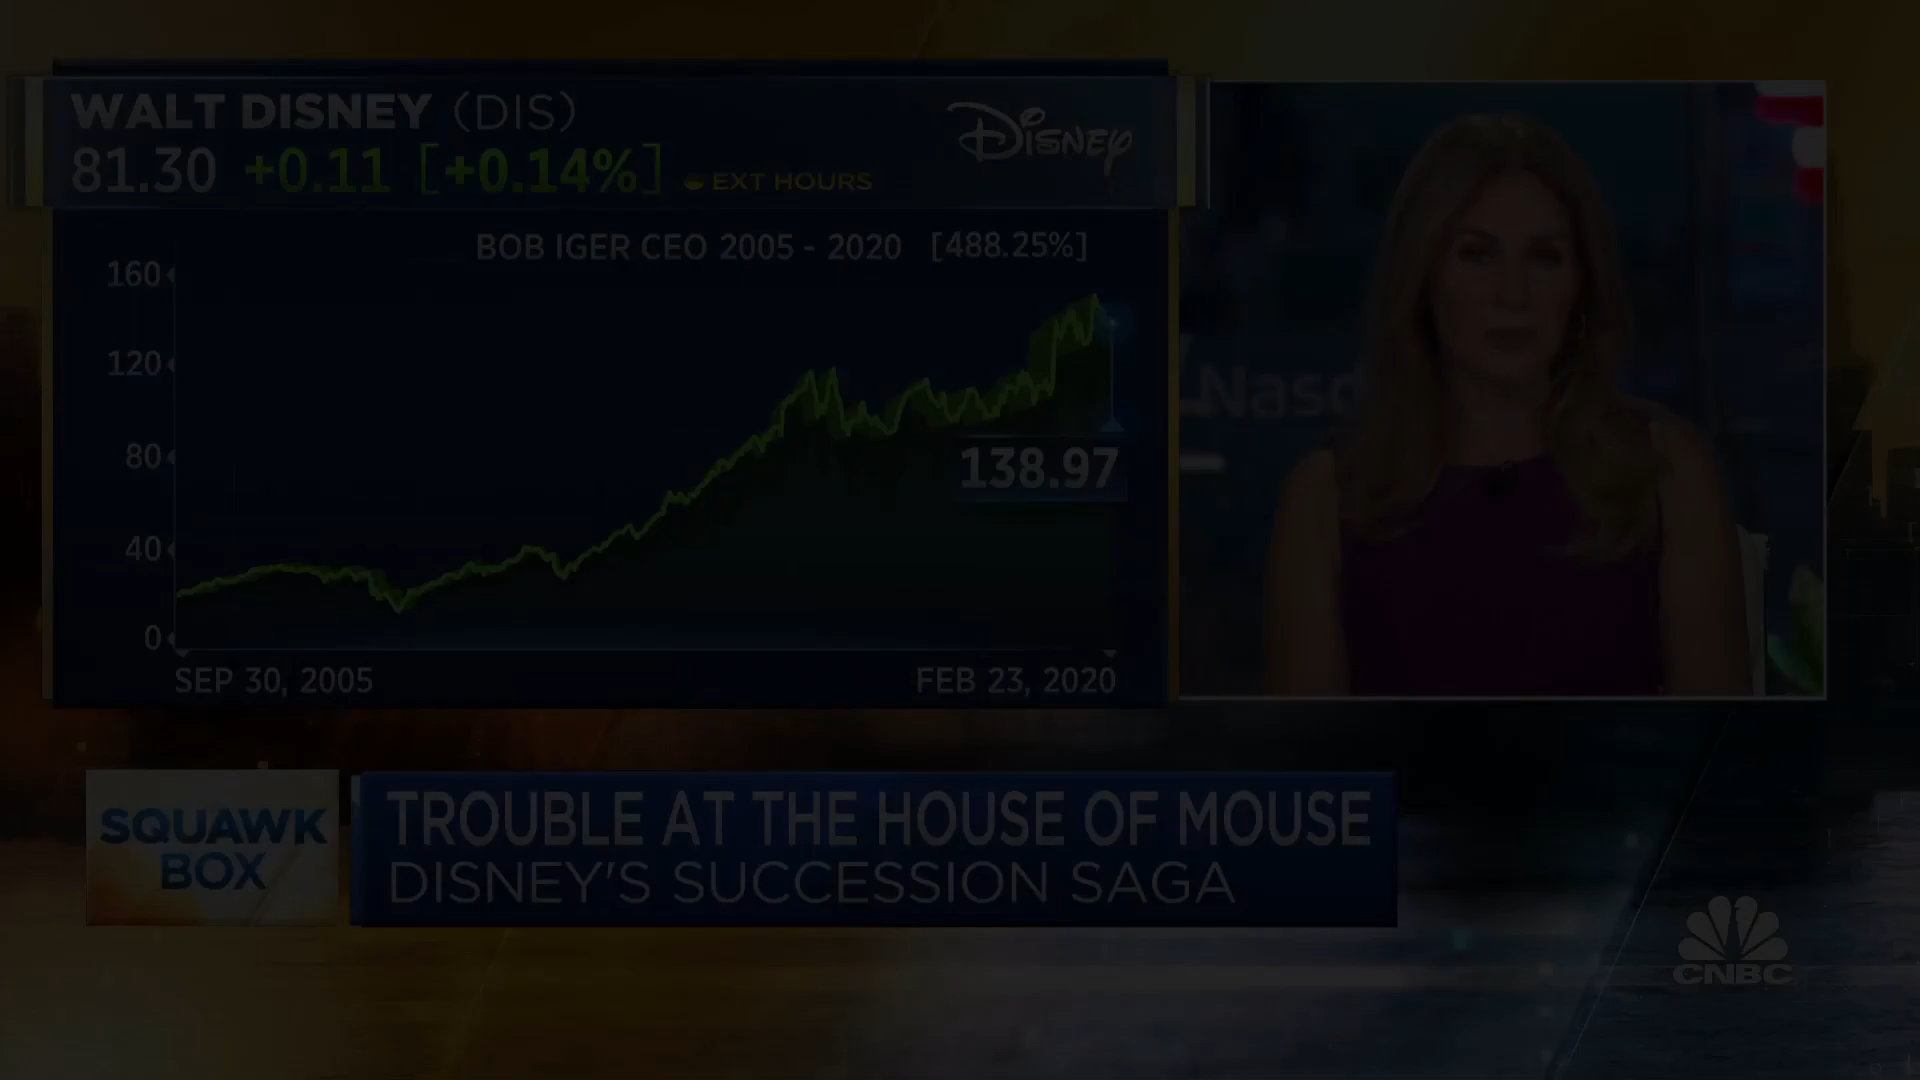 WALT DISNEY (DIS)
81.30 +0.11 [+0.14%] EXT HOURS
DISNEY
BOB IGER CEO 2005 - 2020 [488.25%]
160
120
80
40
0
138.97
SEP 30, 2005
FEB 23, 2020
Nasd
SQUAWK
BOX
TROUBLE AT THE HOUSE OF MOUSE
DISNEY'S SUCCESSION SAGA
CNBC